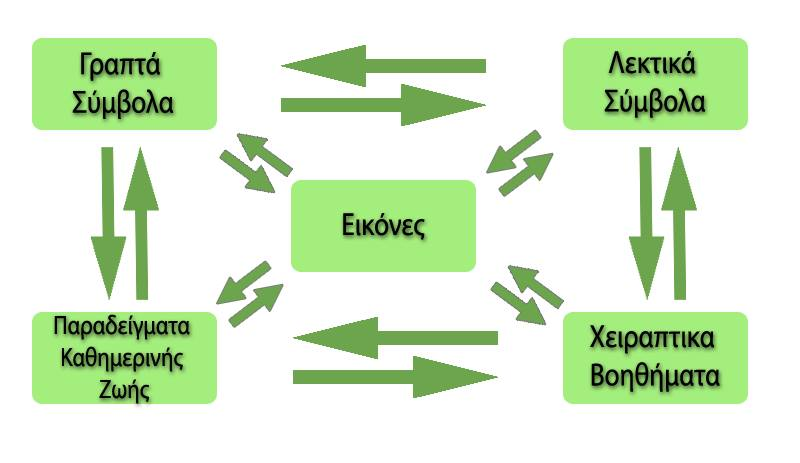 Γραπτά
Σύμβολα
Λεκτικά
Σύμβολα
Εικόνες
Παραδείγματα
Καθημερινής
Ζωής
Χειραπτικα
Βοηθήματα